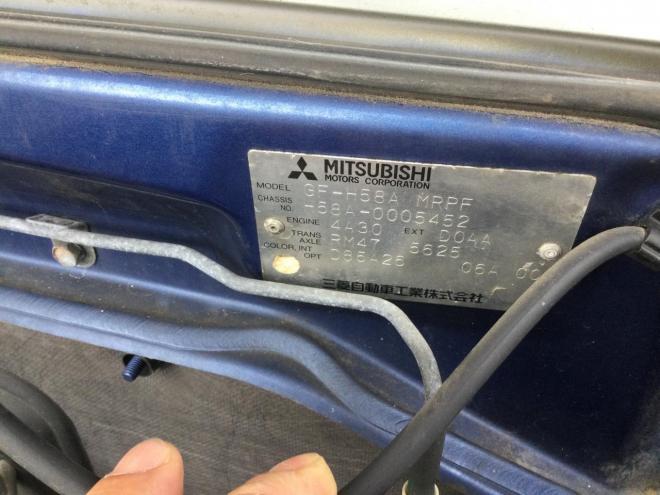 MITSUBISHI
MOTORS CORPORATION
MODEL GF-H58A MRPF
CHASSIS NO. H58A-0005452
ENGINE 4A30 EXT D04A
TRANS AXLE RM47 5625
COLOR, INT OPT 06A
三菱自動車工業株式会社